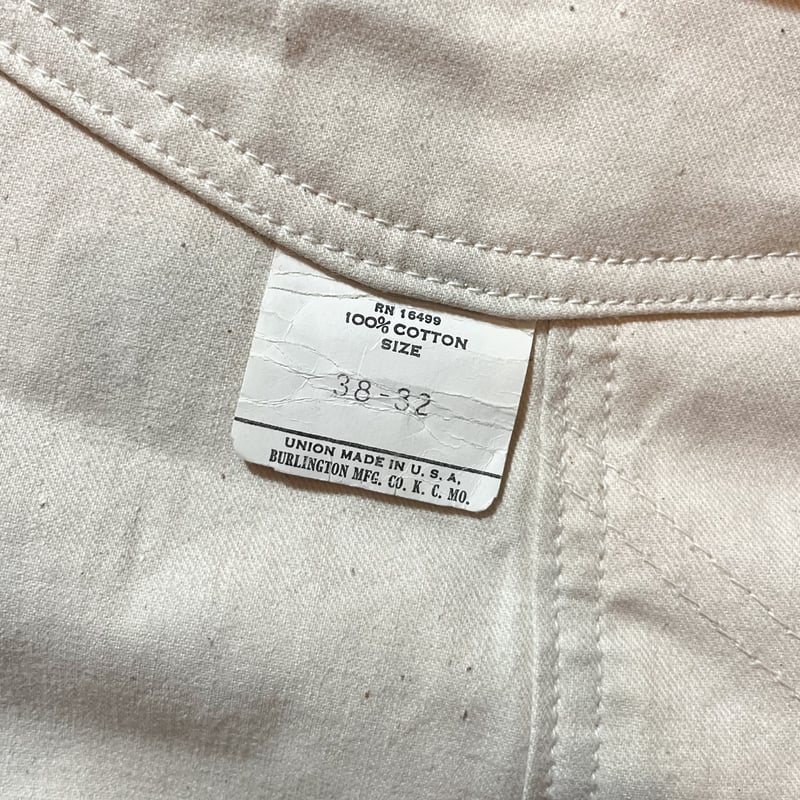 RN 16499
100% COTTON
SIZE
38-32
UNION MADE IN U. S. A.
BURLINGTON MFG. CO. K. C. MO.